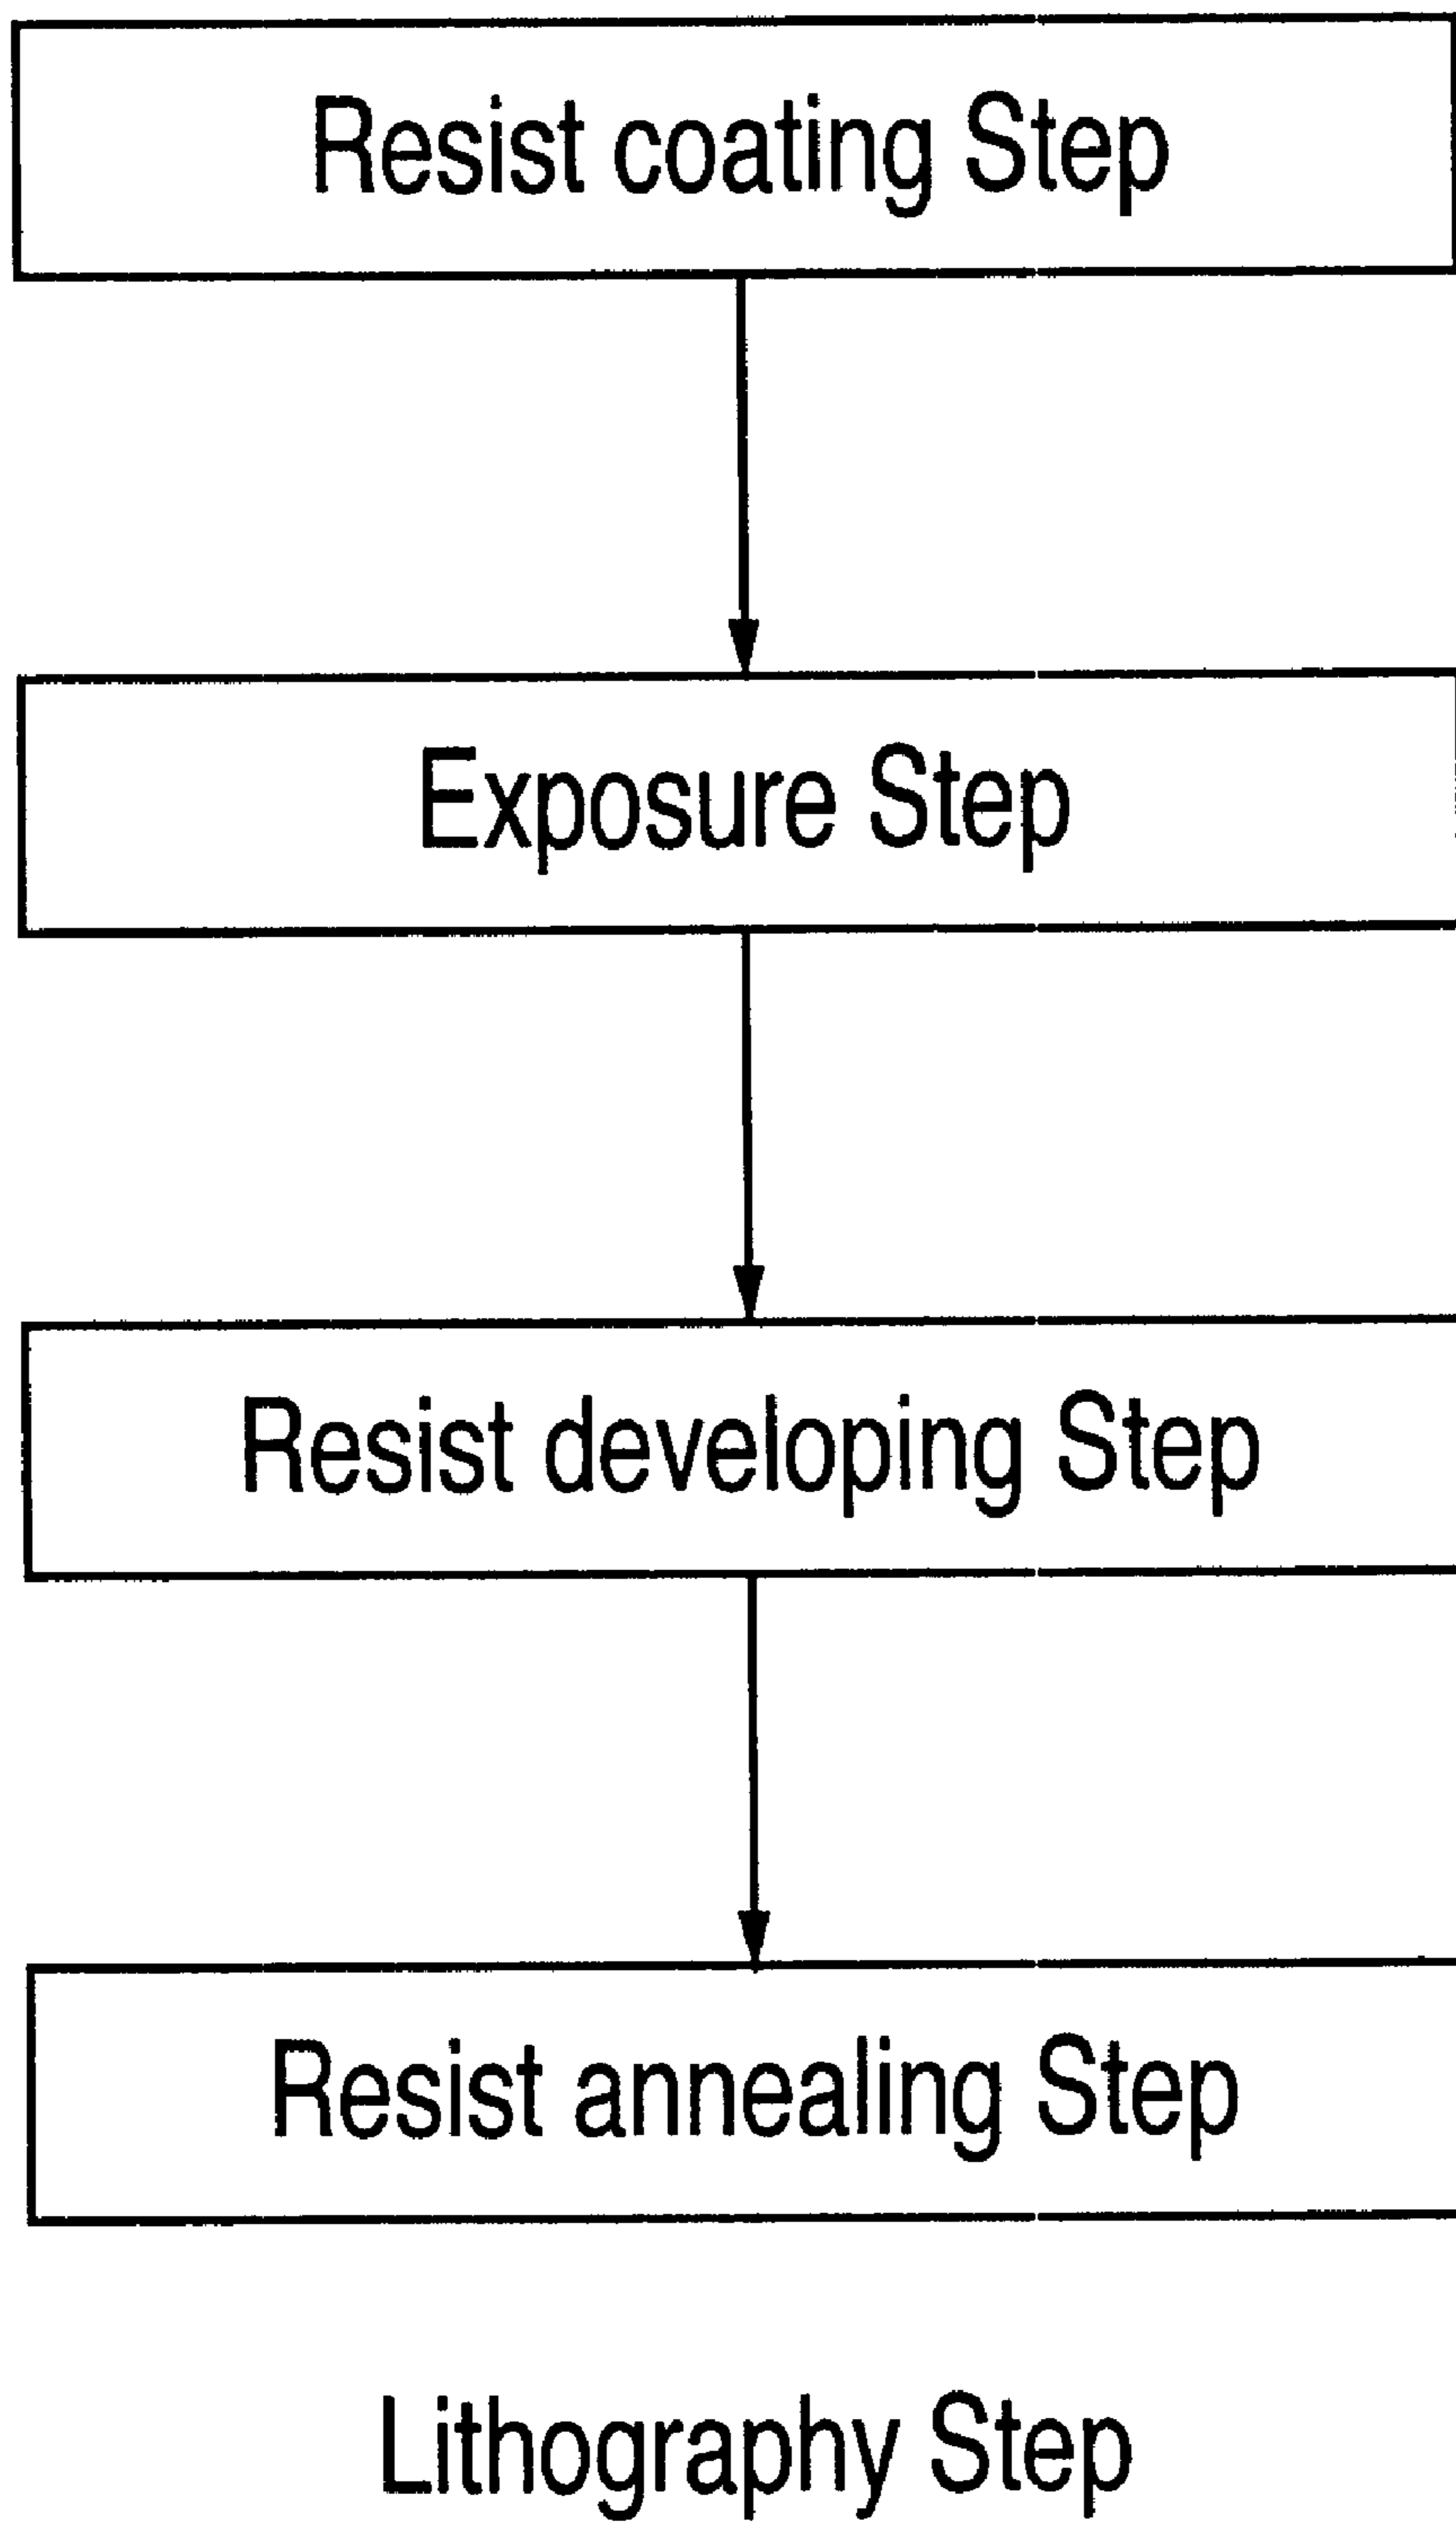 Resist coating Step
Exposure Step
Resist developing Step
Resist annealing Step
Lithography Step